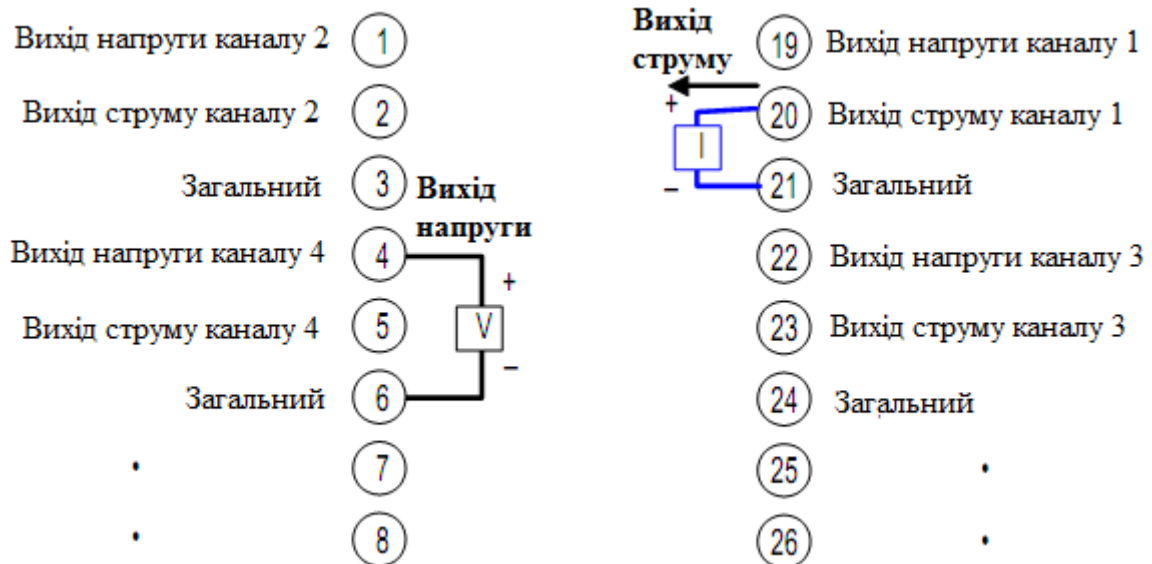 Вихід напруги каналу 2
1
Вихід струму каналу 2
2
Загальний
3
Вихід
напруги
Вихід напруги каналу 4
4
+
Вихід струму каналу 4
5
V
–
Загальний
6
•
7
•
8
Вихід
струму
19
Вихід напруги каналу 1
+
20
Вихід струму каналу 1
I
–
21
Загальний
22
Вихід напруги каналу 3
23
Вихід струму каналу 3
24
Загальний
25
•
26
•